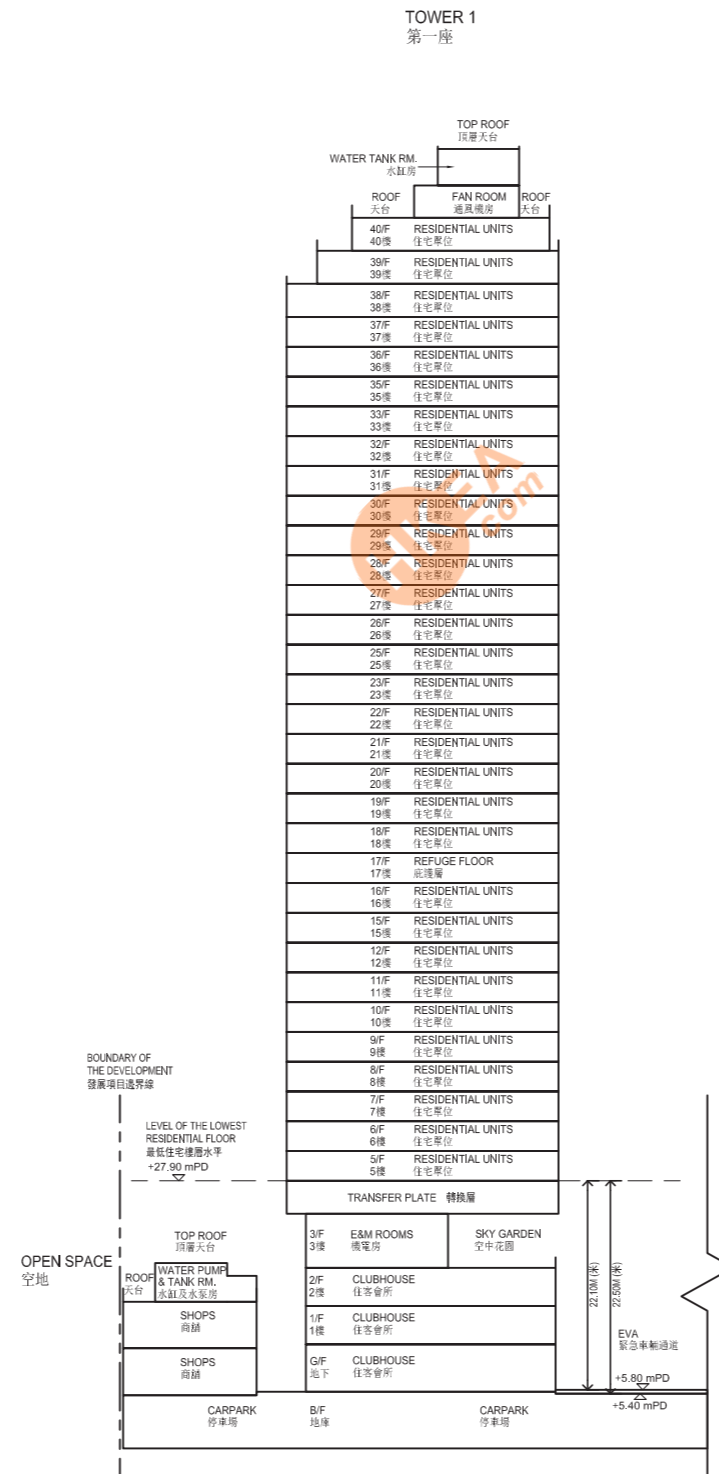 TOWER 1
第一座
TOP ROOF
頂層天台
WATER TANK RM.
水缸房
ROOF
天台
FAN ROOM
通風機房
ROOF
天台
40/F RESIDENTIAL UNITS
40樓 住宅單位
39/F RESIDENTIAL UNITS
39樓 住宅單位
38/F RESIDENTIAL UNITS
38樓 住宅單位
37/F RESIDENTIAL UNITS
37樓 住宅單位
36/F RESIDENTIAL UNITS
36樓 住宅單位
35/F RESIDENTIAL UNITS
35樓 住宅單位
33/F RESIDENTIAL UNITS
33樓 住宅單位
32/F RESIDENTIAL UNITS
32樓 住宅單位
31/F RESIDENTIAL UNITS
31樓 住宅單位
30/F RESIDENTIAL UNITS
30樓 住宅單位
29/F RESIDENTIAL UNITS
29樓 住宅單位
28/F RESIDENTIAL UNITS
28樓 住宅單位
27/F RESIDENTIAL UNITS
27樓 住宅單位
26/F RESIDENTIAL UNITS
26樓 住宅單位
25/F RESIDENTIAL UNITS
25樓 住宅單位
23/F RESIDENTIAL UNITS
23樓 住宅單位
22/F RESIDENTIAL UNITS
22樓 住宅單位
21/F RESIDENTIAL UNITS
21樓 住宅單位
20/F RESIDENTIAL UNITS
20樓 住宅單位
19/F RESIDENTIAL UNITS
19樓 住宅單位
18/F RESIDENTIAL UNITS
18樓 住宅單位
17/F REFUGE FLOOR
17樓 庇護層
16/F RESIDENTIAL UNITS
16樓 住宅單位
15/F RESIDENTIAL UNITS
15樓 住宅單位
12/F RESIDENTIAL UNITS
12樓 住宅單位
11/F RESIDENTIAL UNITS
11樓 住宅單位
10/F RESIDENTIAL UNITS
10樓 住宅單位
9/F RESIDENTIAL UNITS
9樓 住宅單位
8/F RESIDENTIAL UNITS
8樓 住宅單位
7/F RESIDENTIAL UNITS
7樓 住宅單位
6/F RESIDENTIAL UNITS
6樓 住宅單位
5/F RESIDENTIAL UNITS
5樓 住宅單位
BOUNDARY OF
THE DEVELOPMENT
發展項目邊界線
LEVEL OF THE LOWEST
RESIDENTIAL FLOOR
最低住宅樓層水平
+27.90 mPD
TRANSFER PLATE 轉換層
3/F E&M ROOMS SKY GARDEN
3樓 機電房 空中花園
TOP ROOF
頂層天台
OPEN SPACE
空地
ROOF
天台
WATER PUMP
& TANK RM.
水缸及水泵房
2/F CLUBHOUSE
2樓 住客會所
SHOPS
商舖
1/F CLUBHOUSE
1樓 住客會所
SHOPS
商舖
G/F CLUBHOUSE
地下 住客會所
22.10M (米)
22.50M (米)
EVA
緊急車輛通道
+5.80 mPD
+5.40 mPD
CARPARK B/F CARPARK
停車場 地庫 停車場